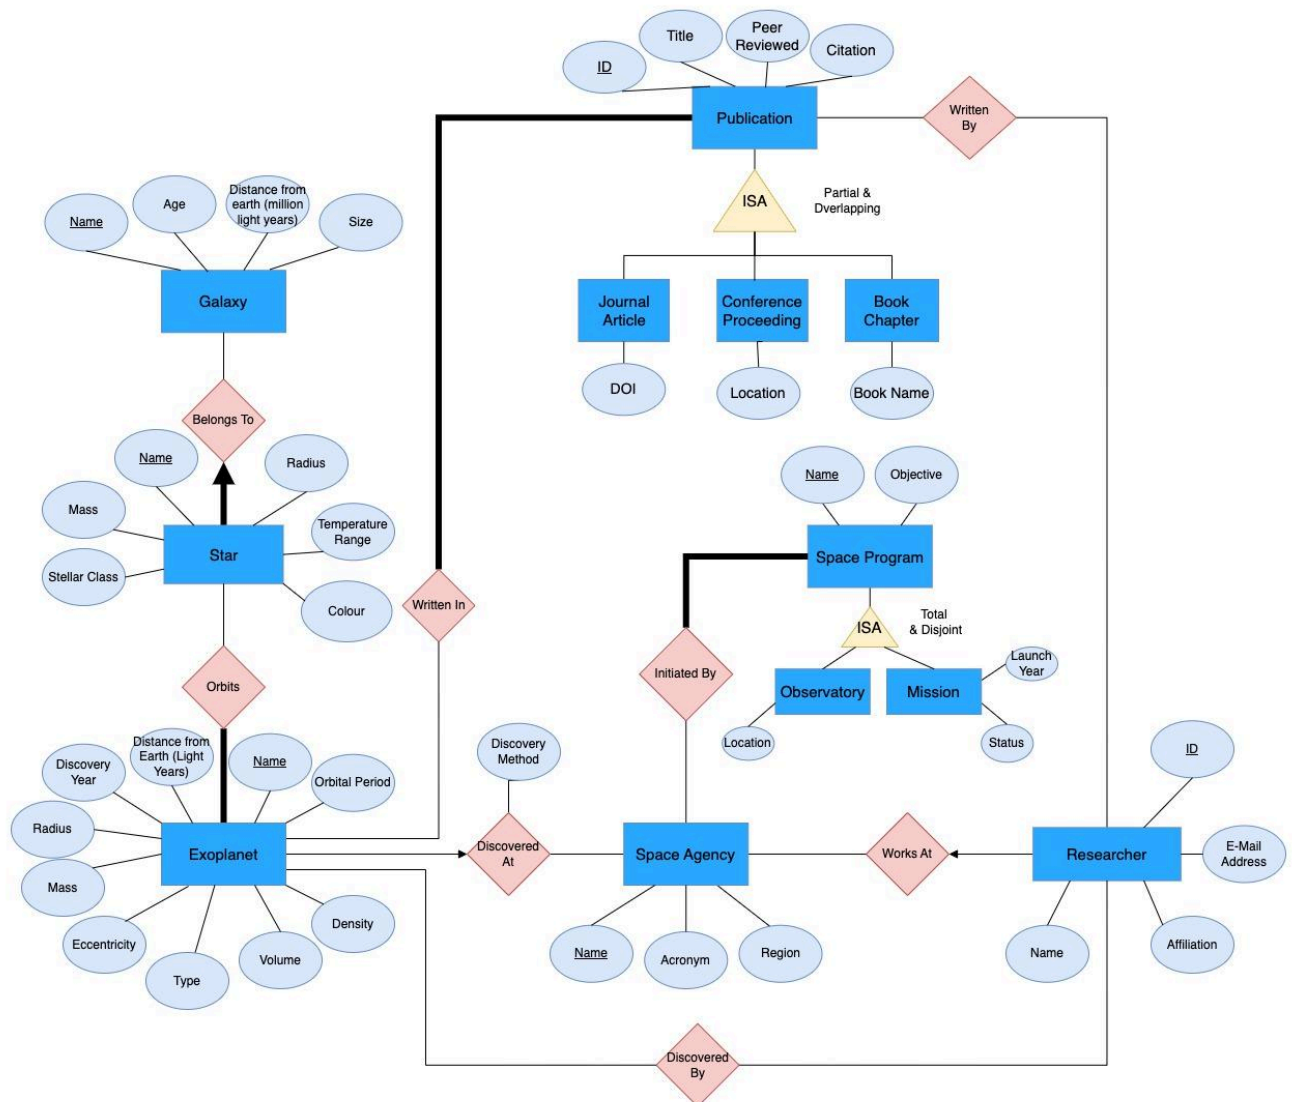 Peer
Reviewed
Title
Citation
ID
Publication
Written
By
ISA
Partial &
Dverlapping
Journal
Article
Conference
Proceeding
Book
Chapter
DOI
Location
Book Name
Distance from
earth (million
light years)
Age
Name
Size
Galaxy
Belongs To
Name
Radius
Mass
Temperature
Range
Star
Stellar Class
Colour
Written In
Orbits
Name
Objective
Space Program
ISA
Total
& Disjoint
Initiated By
Observatory
Mission
Launch
Year
Location
Status
Distance from
Earth (Light
Years)
Name
Discovery
Year
Orbital Period
Radius
Exoplanet
Mass
Eccentricity
Type
Volume
Density
Discovery
Method
Discovered
At
Space Agency
Works At
Researcher
ID
E-Mail
Address
Name
Acronym
Region
Name
Affiliation
Discovered
By